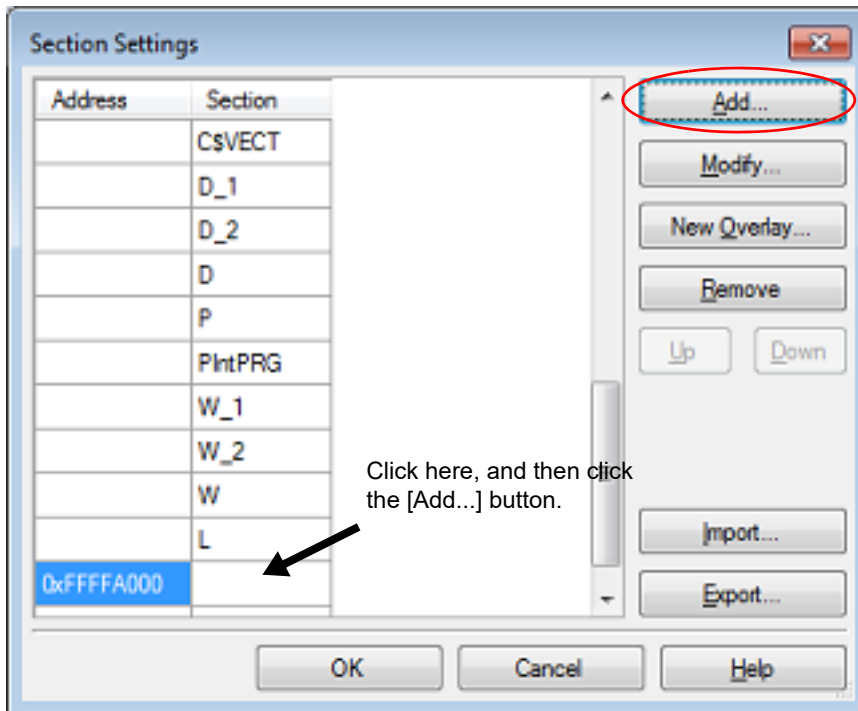 Section Settings
Address Section
C$VECT
D_1
D_2
D
P
PIntPRG
W_1
W_2
W
L
0xFFFFA000
Click here, and then click
the [Add...] button.
Add...
Modify...
New Overlay...
Remove
Up Down
Import...
Export...
OK Cancel Help